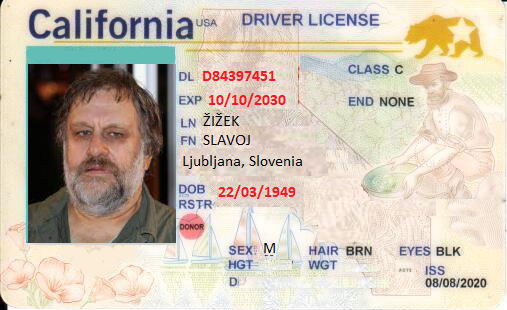 California USA DRIVER LICENSE
DL D84397451 CLASS C
EXP 10/10/2030 END NONE
LN ŽIŽEK
FN SLAVOJ
Ljubljana, Slovenia
DOB 22/03/1949
RSTR
DONOR
SEX M HAIR BRN EYES BLK
HGT WGT ISS
D 08/08/2020